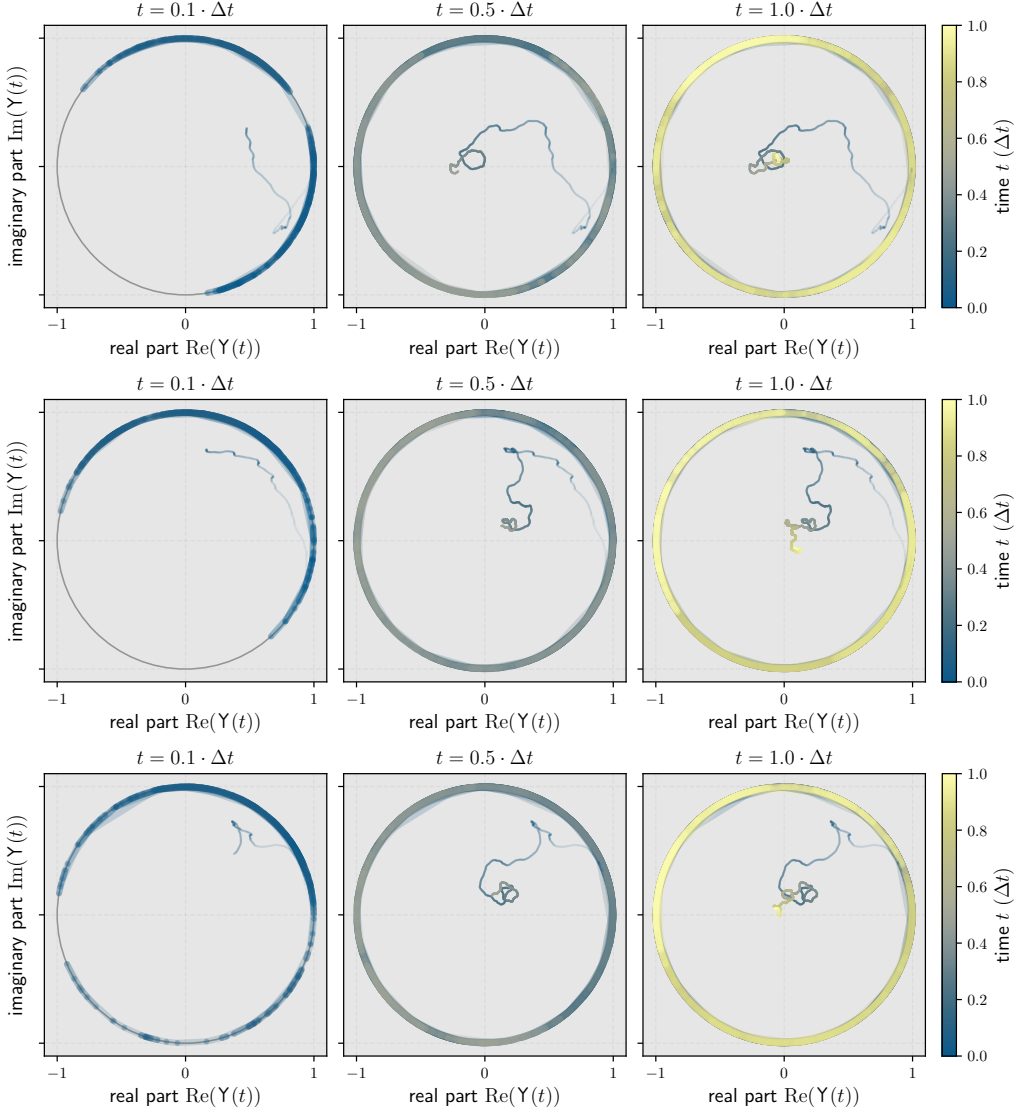 t = 0.1 · Δt
t = 0.5 · Δt
t = 1.0 · Δt
imaginary part Im(Y(t))
−1
0
1
−1
0
1
−1
0
1
real part Re(Y(t))
real part Re(Y(t))
real part Re(Y(t))
1.0
0.8
0.6
0.4
0.2
0.0
time t (Δt)
t = 0.1 · Δt
t = 0.5 · Δt
t = 1.0 · Δt
imaginary part Im(Y(t))
−1
0
1
−1
0
1
−1
0
1
real part Re(Y(t))
real part Re(Y(t))
real part Re(Y(t))
1.0
0.8
0.6
0.4
0.2
0.0
time t (Δt)
t = 0.1 · Δt
t = 0.5 · Δt
t = 1.0 · Δt
imaginary part Im(Y(t))
−1
0
1
−1
0
1
−1
0
1
real part Re(Y(t))
real part Re(Y(t))
real part Re(Y(t))
1.0
0.8
0.6
0.4
0.2
0.0
time t (Δt)